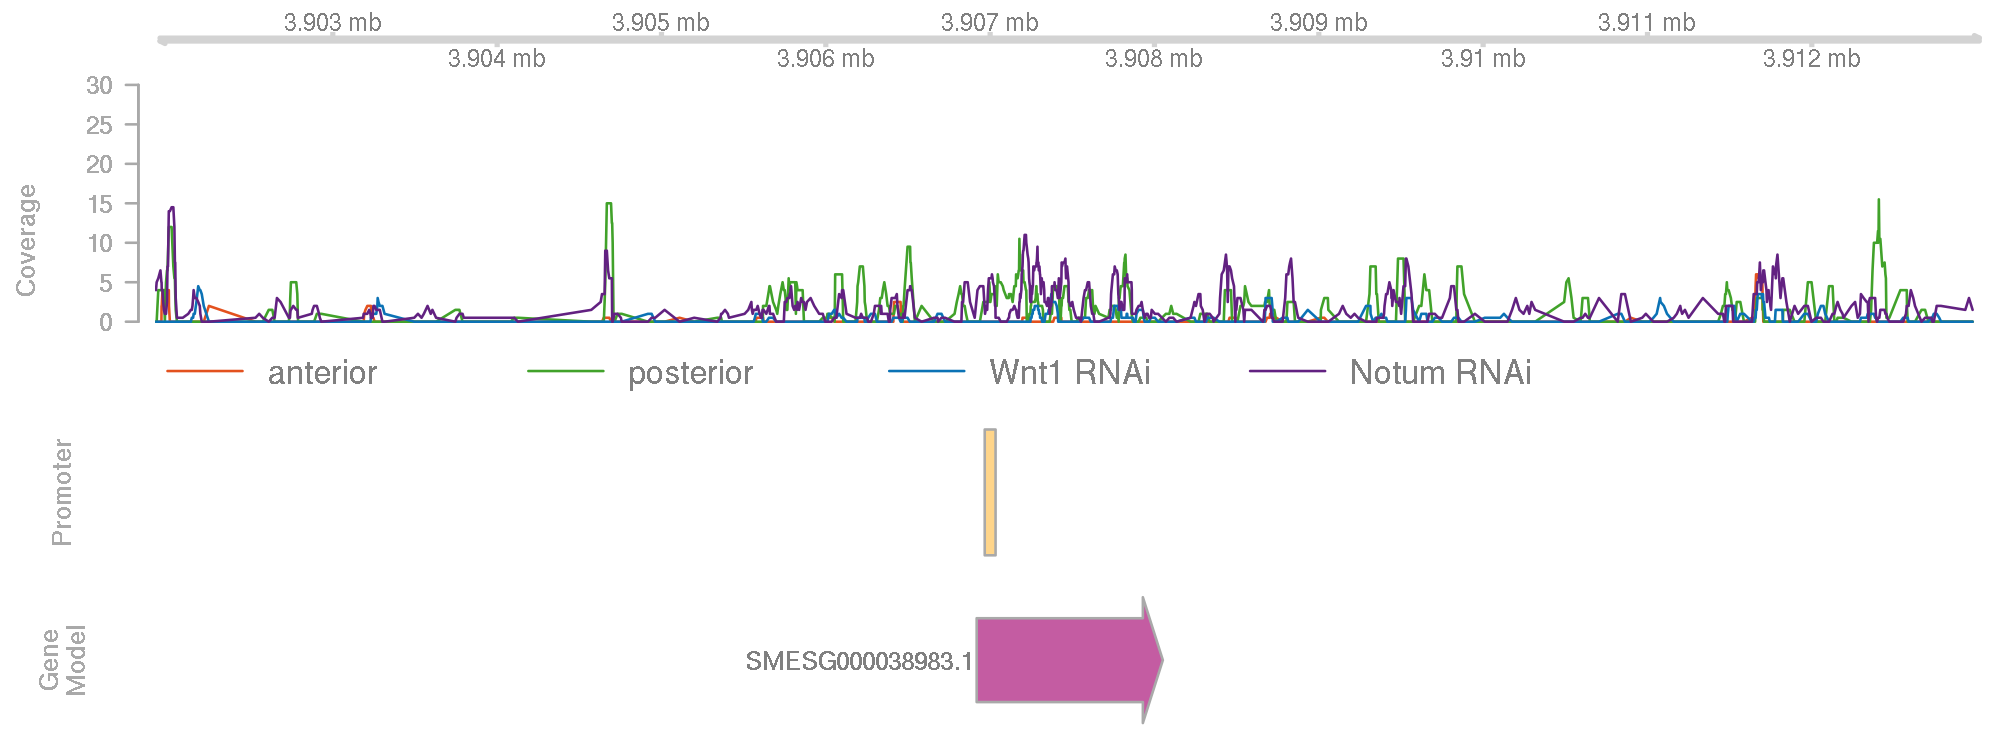 3.903 mb 3.905 mb 3.907 mb 3.909 mb 3.911 mb
3.904 mb 3.906 mb 3.908 mb 3.91 mb 3.912 mb
30
25
20
15
10
5
0
Coverage
anterior posterior Wnt1 RNAi Notum RNAi
Promoter
Gene
Model
SMESG000038983.1